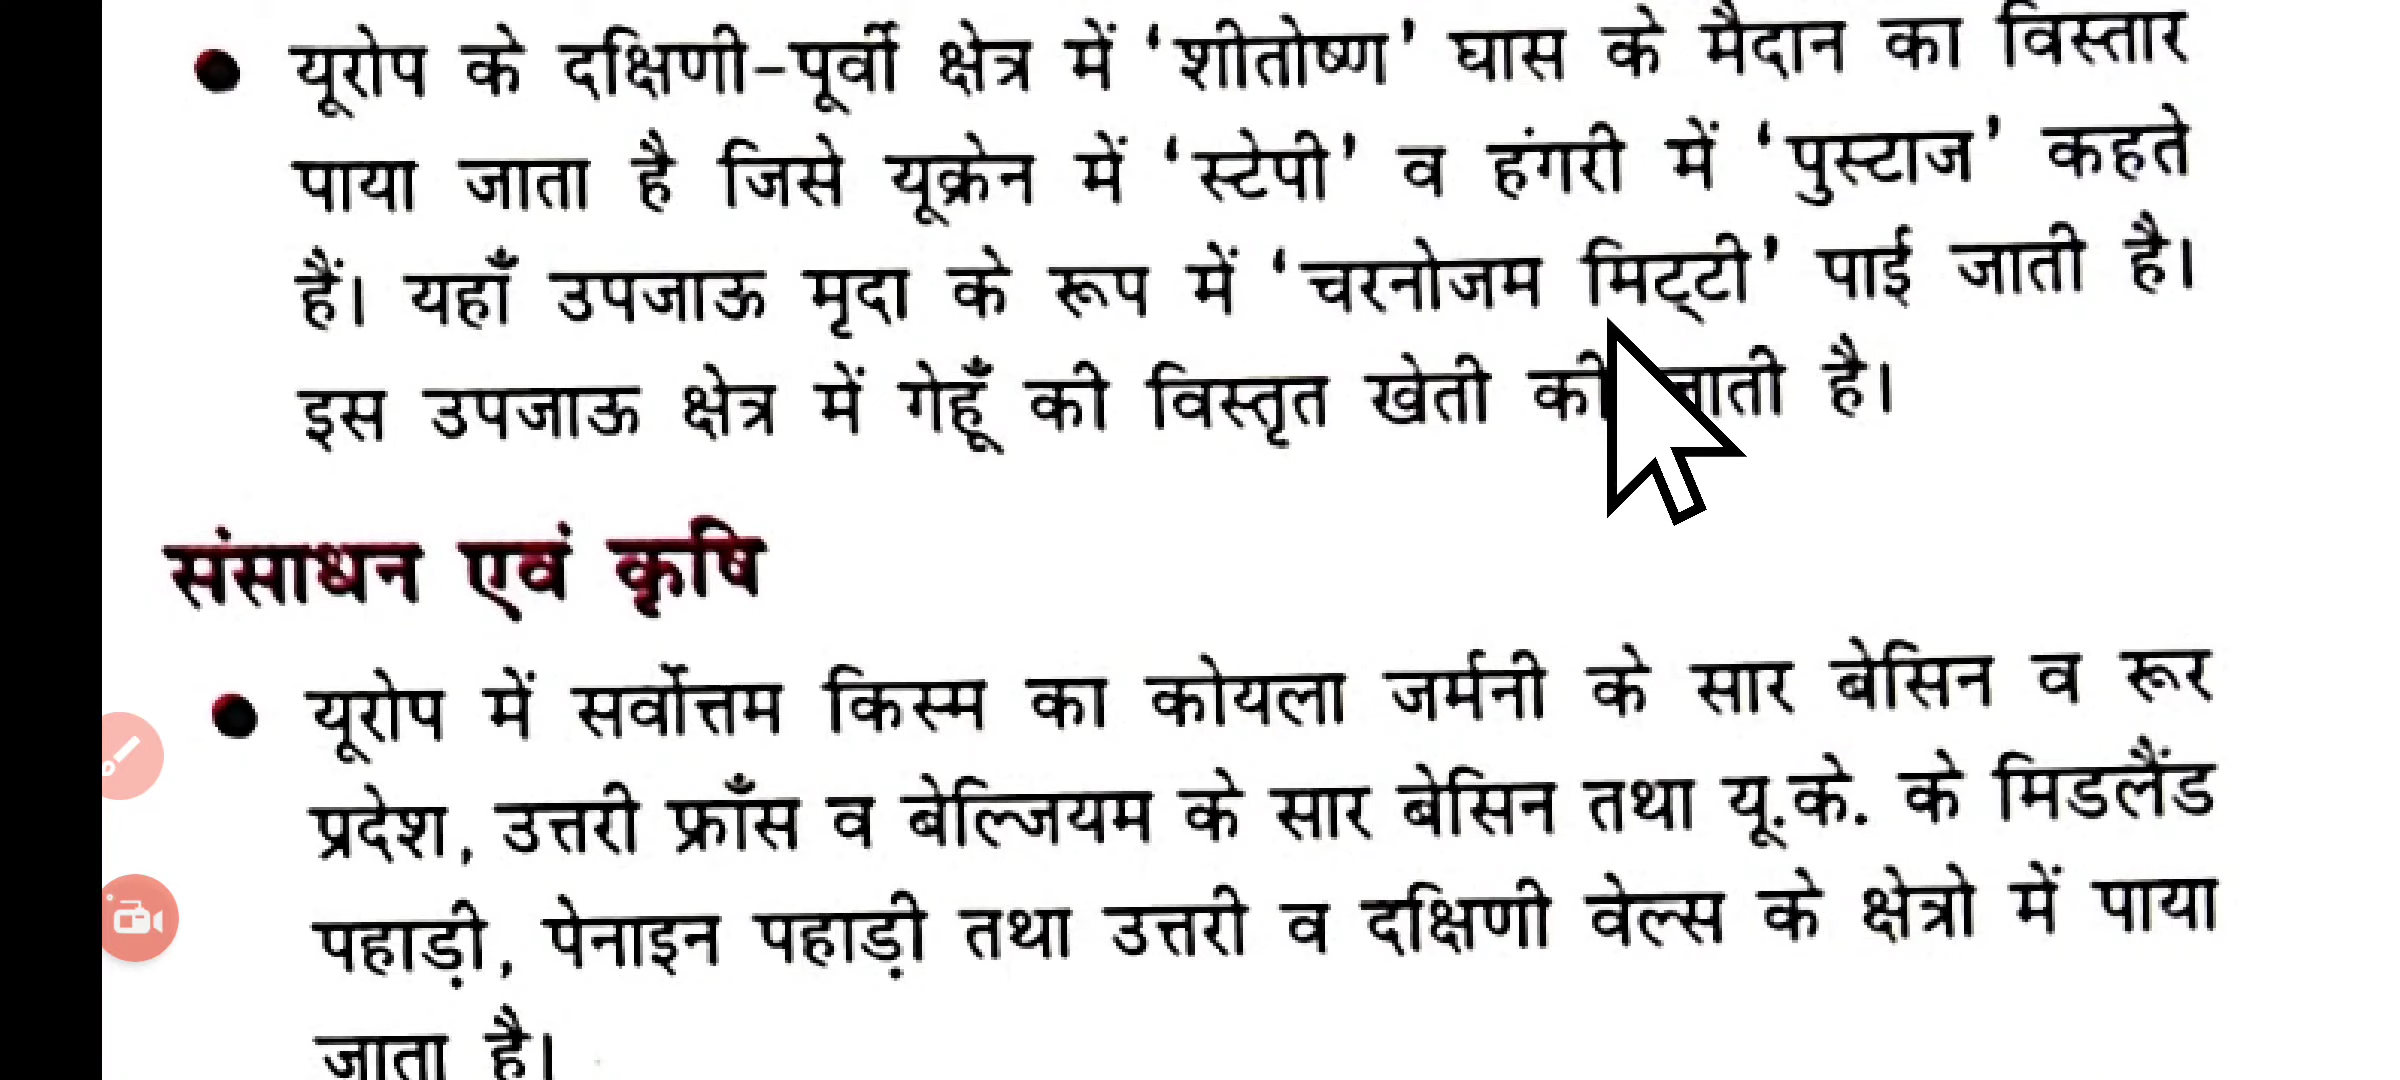 ● यूरोप के दक्षिणी-पूर्वी क्षेत्र में ‘शीतोष्ण’ घास के मैदान का विस्तार
पाया जाता है जिसे यूक्रेन में ‘स्टेपी’ व हंगरी में ‘पुस्टाज’ कहते
हैं। यहाँ उपजाऊ मृदा के रूप में ‘चरनोजम मिट्टी’ पाई जाती है।
इस उपजाऊ क्षेत्र में गेहूँ की विस्तृत खेती की जाती है।
संसाधन एवं कृषि
● यूरोप में सर्वोत्तम किस्म का कोयला जर्मनी के सार बेसिन व रूर
प्रदेश, उत्तरी फ्राँस व बेल्जियम के सार बेसिन तथा यू.के. के मिडलैंड
पहाड़ी, पेनाइन पहाड़ी तथा उत्तरी व दक्षिणी वेल्स के क्षेत्रो में पाया
जाता है।